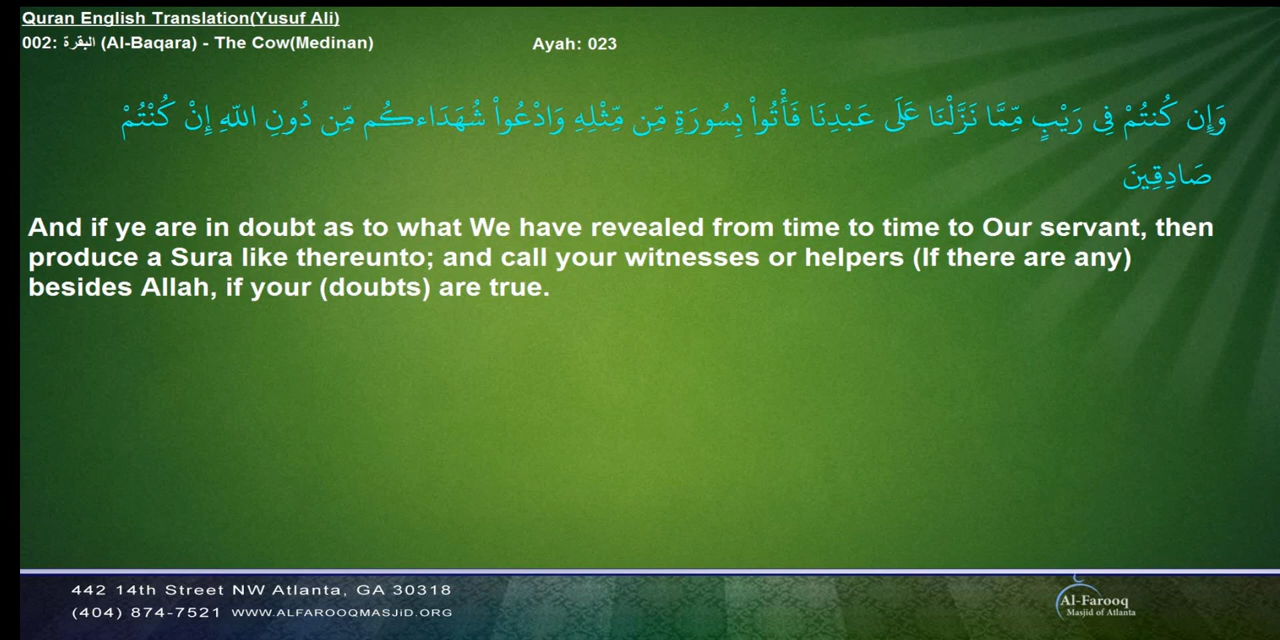 Quran English Translation(Yusuf Ali)
002: البقرة (Al-Baqara) - The Cow(Medinan)
Ayah: 023
وَإِن كُنتُمْ فِى رَيْبٍ مِّمَّا نَزَّلْنَا عَلَى عَبْدِنَا فَأْتُواْ بِسُورَةٍ مِّن مِّثْلِهِ وَادْعُواْ شُهَدَاءكُم مِّن دُونِ اللّهِ إِنْ كُنْتُمْ
صَادِقِينَ
And if ye are in doubt as to what We have revealed from time to time to Our servant, then
produce a Sura like thereunto; and call your witnesses or helpers (If there are any)
besides Allah, if your (doubts) are true.
442 14th Street NW Atlanta, GA 30318
(404) 874-7521 WWW.ALFAROOQMASJiD.ORG
Al-Farooq
Masjid of Atlanta